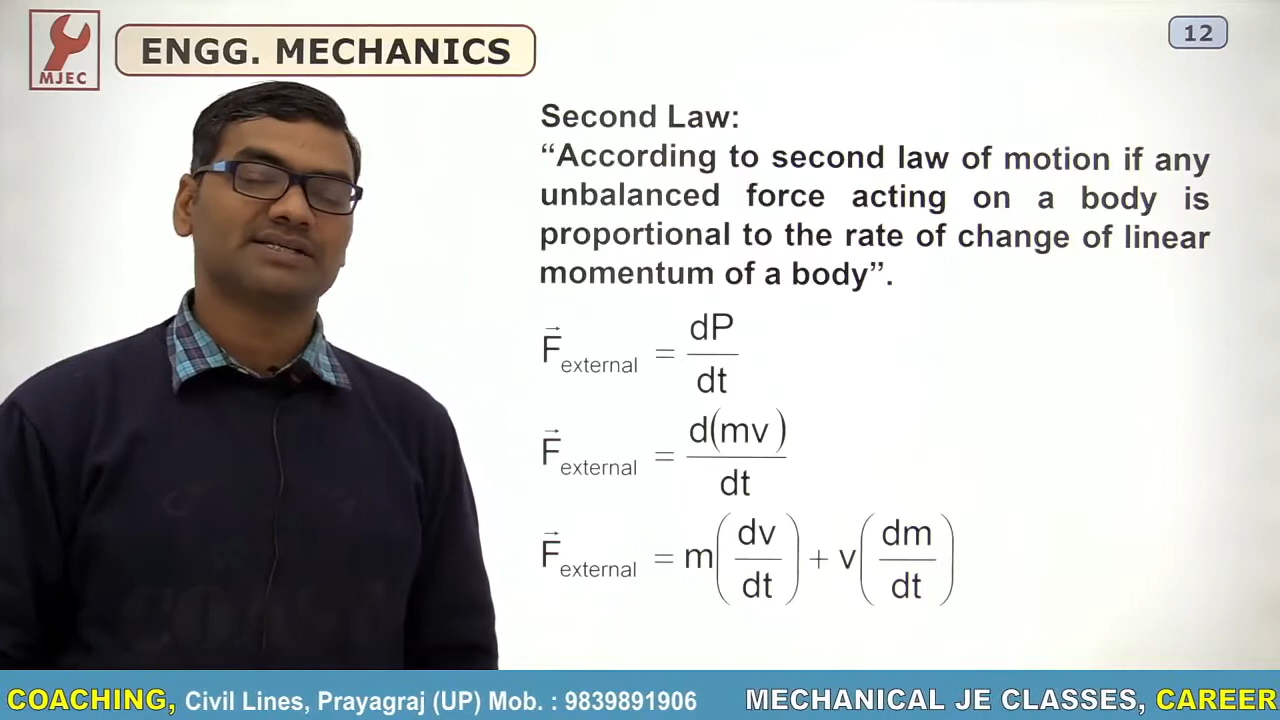 MJEC
ENGG. MECHANICS
12
Second Law:
“According to second law of motion if any
unbalanced force acting on a body is
proportional to the rate of change of linear
momentum of a body”.
F⃗external = dP/dt
F⃗external = d(mv)/dt
F⃗external = m(dv/dt) + v(dm/dt)
COACHING, Civil Lines, Prayagraj (UP) Mob. : 9839891906 MECHANICAL JE CLASSES, CAREER